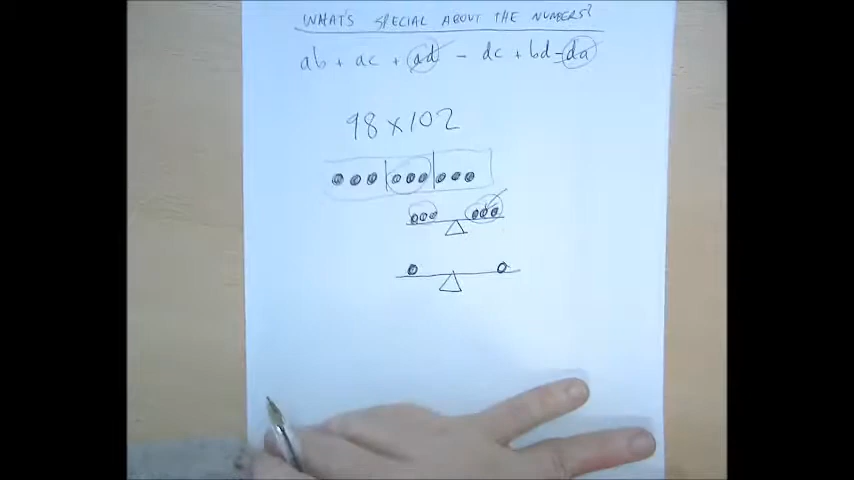 WHAT'S SPECIAL ABOUT THE NUMBERS?
ab + ac + ad - dc + bd - da
98 x 102